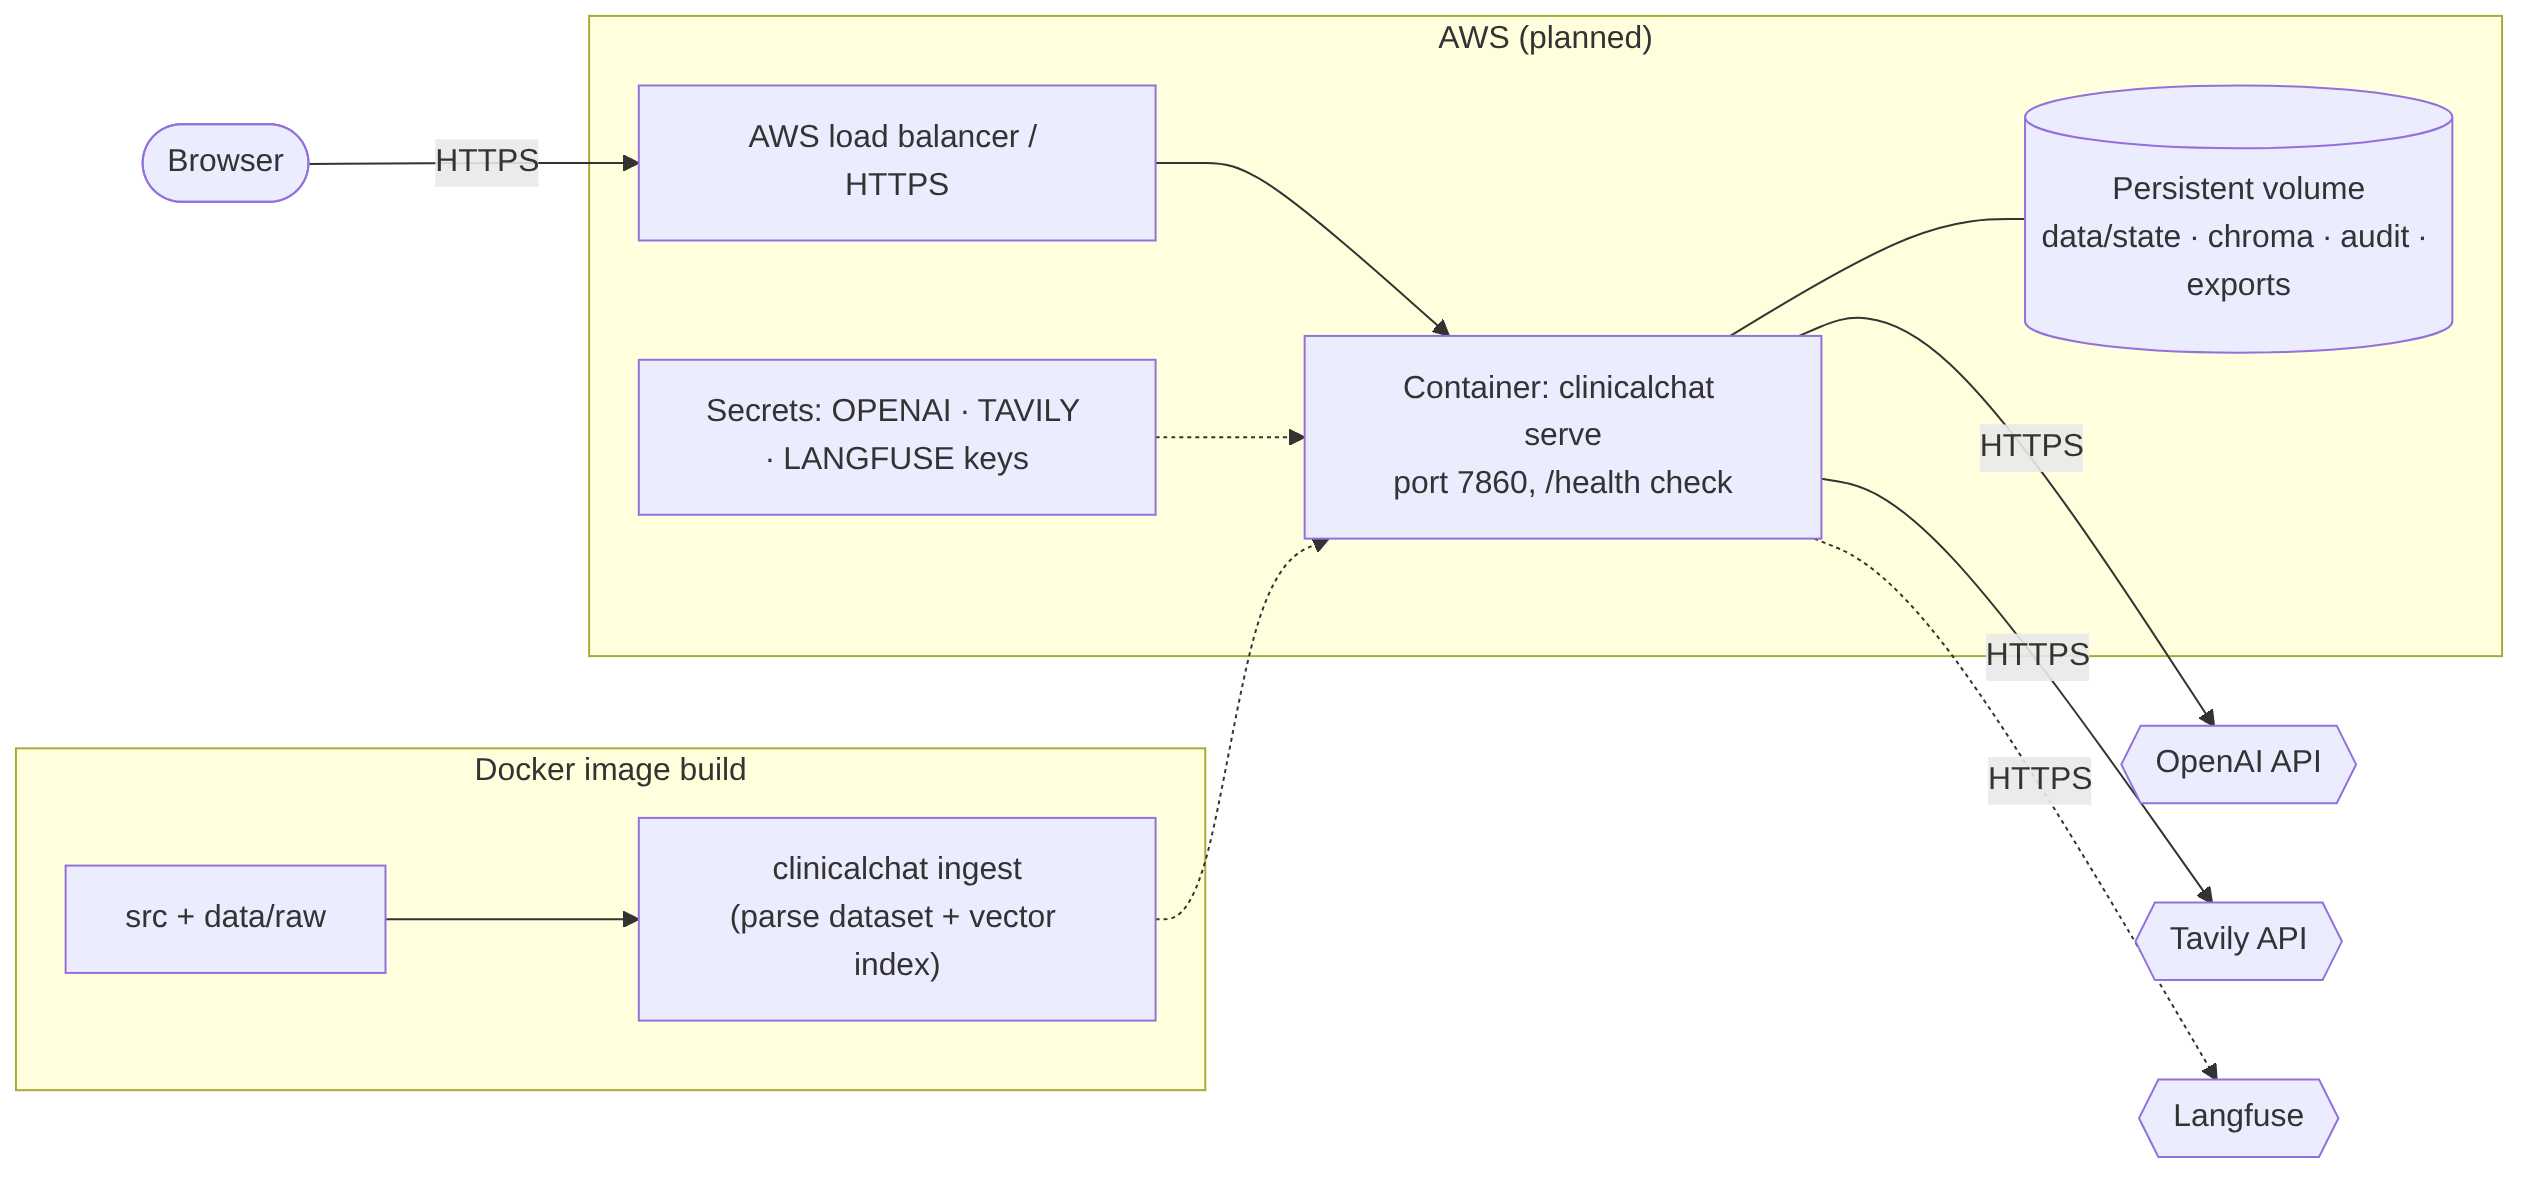 AWS (planned)
Browser
HTTPS
AWS load balancer /
HTTPS
Persistent volume
data/state · chroma · audit ·
exports
Secrets: OPENAI · TAVILY
· LANGFUSE keys
Container: clinicalchat
serve
port 7860, /health check
HTTPS
HTTPS
HTTPS
Docker image build
src + data/raw
clinicalchat ingest
(parse dataset + vector
index)
OpenAI API
Tavily API
Langfuse